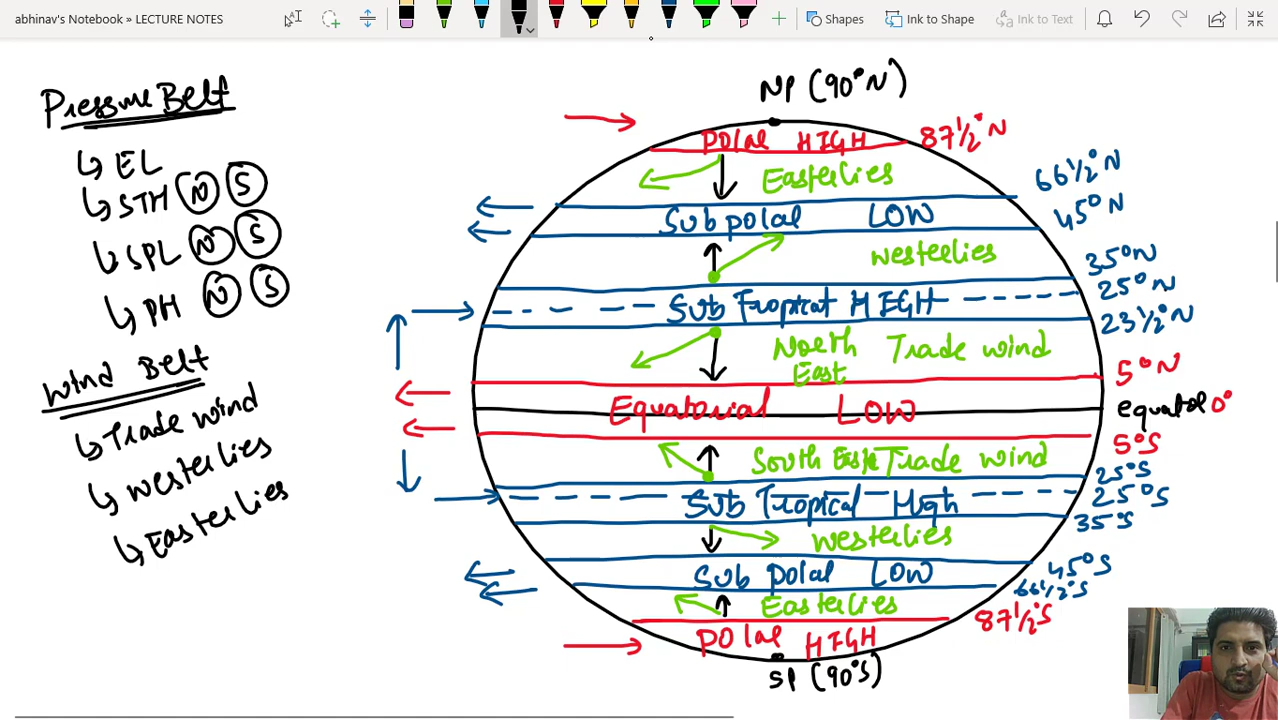 abhinav's Notebook » LECTURE NOTES
Shapes
Ink to Shape
Ink to Text
Pressure Belt
↳ EL
↳ STH N S
↳ SPL N S
↳ PH N S
Wind Belt
↳ Trade wind
↳ westerlies
↳ Easterlies
NP (90°N)
Polar HIGH 87½°N
Easterlies
66½°N
Sub polar LOW 45°N
westerlies
35°N
25°N
Sub Tropical HIGH
23½°N
North Trade wind
East
5°N
Equatorial LOW equator 0°
5°S
South East Trade wind
25°S
Sub Tropical High 25°S
35°S
westerlies
Sub polar LOW 45°S
66½°S
Easterlies
87½°S
Polar HIGH
SP (90°S)